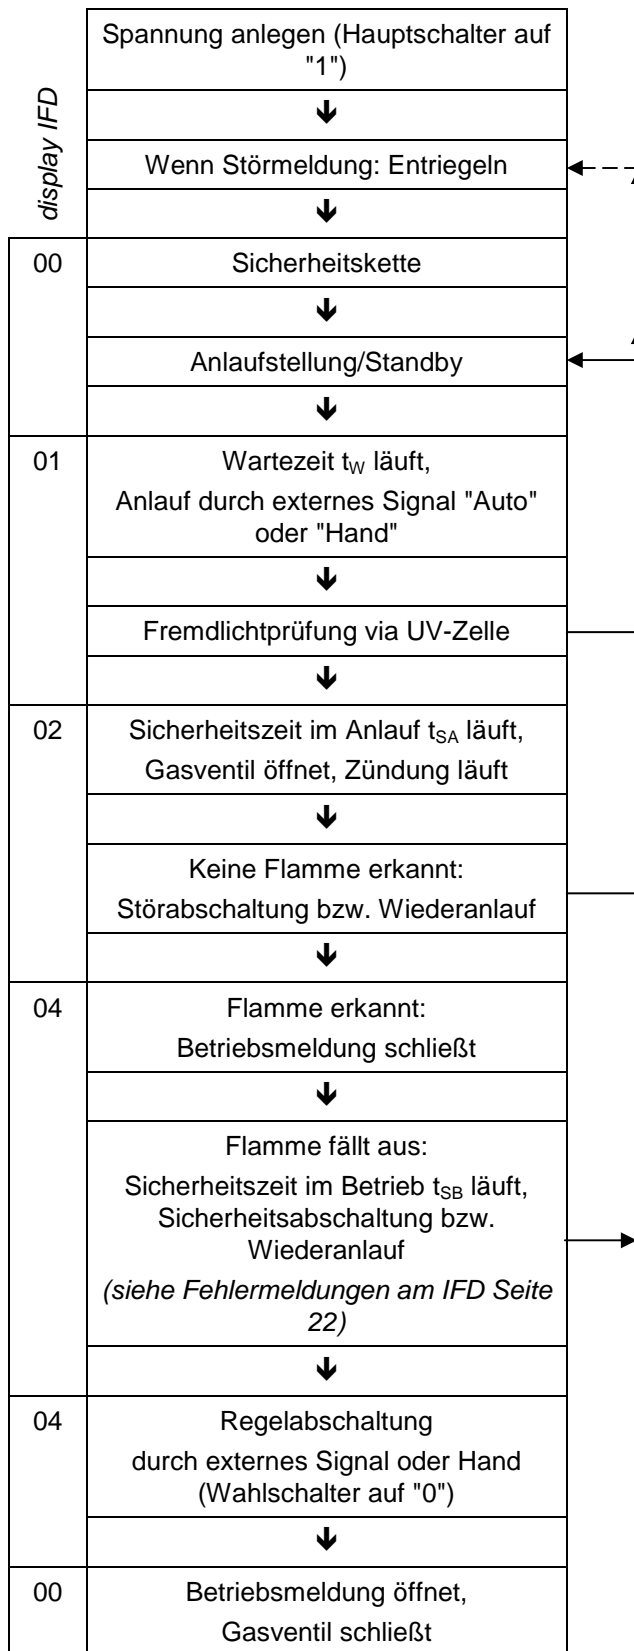 display IFD
Spannung anlegen (Hauptschalter auf
"1")
Wenn Störmeldung: Entriegeln
00
Sicherheitskette
Anlaufstellung/Standby
01
Wartezeit tW läuft,
Anlauf durch externes Signal "Auto"
oder "Hand"
Fremdlichtprüfung via UV-Zelle
02
Sicherheitszeit im Anlauf tSA läuft,
Gasventil öffnet, Zündung läuft
Keine Flamme erkannt:
Störabschaltung bzw. Wiederanlauf
04
Flamme erkannt:
Betriebsmeldung schließt
Flamme fällt aus:
Sicherheitszeit im Betrieb tSB läuft,
Sicherheitsabschaltung bzw.
Wiederanlauf
(siehe Fehlermeldungen am IFD Seite
22)
04
Regelabschaltung
durch externes Signal oder Hand
(Wahlschalter auf "0")
00
Betriebsmeldung öffnet,
Gasventil schließt